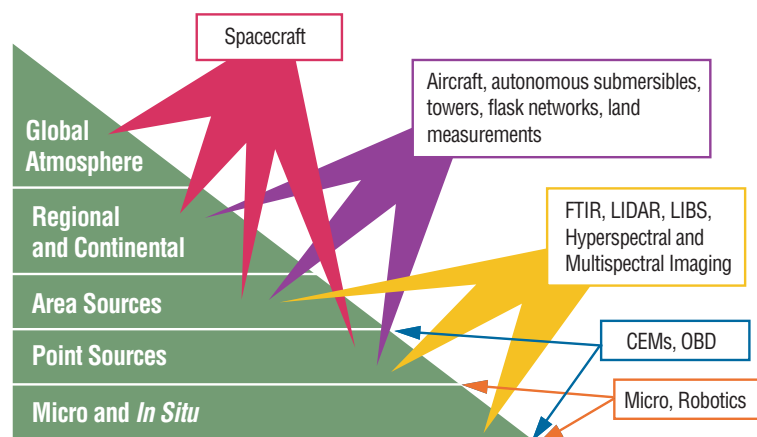 Spacecraft
Aircraft, autonomous submersibles,
towers, flask networks, land
measurements
Global
Atmosphere
Regional
and Continental
FTIR, LIDAR, LIBS,
Hyperspectral and
Multispectral Imaging
Area Sources
CEMs, OBD
Point Sources
Micro, Robotics
Micro and In Situ